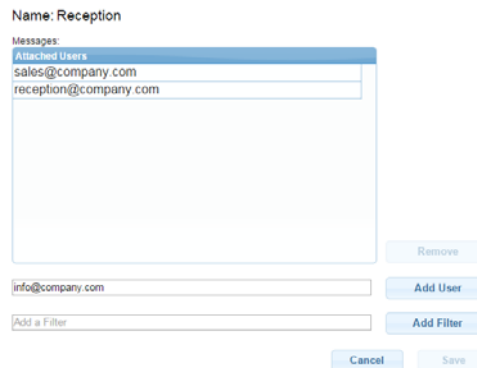 Name: Reception
Messages:
Attached Users
sales@company.com
reception@company.com
Remove
info@company.com
Add User
Add a Filter
Add Filter
Cancel
Save